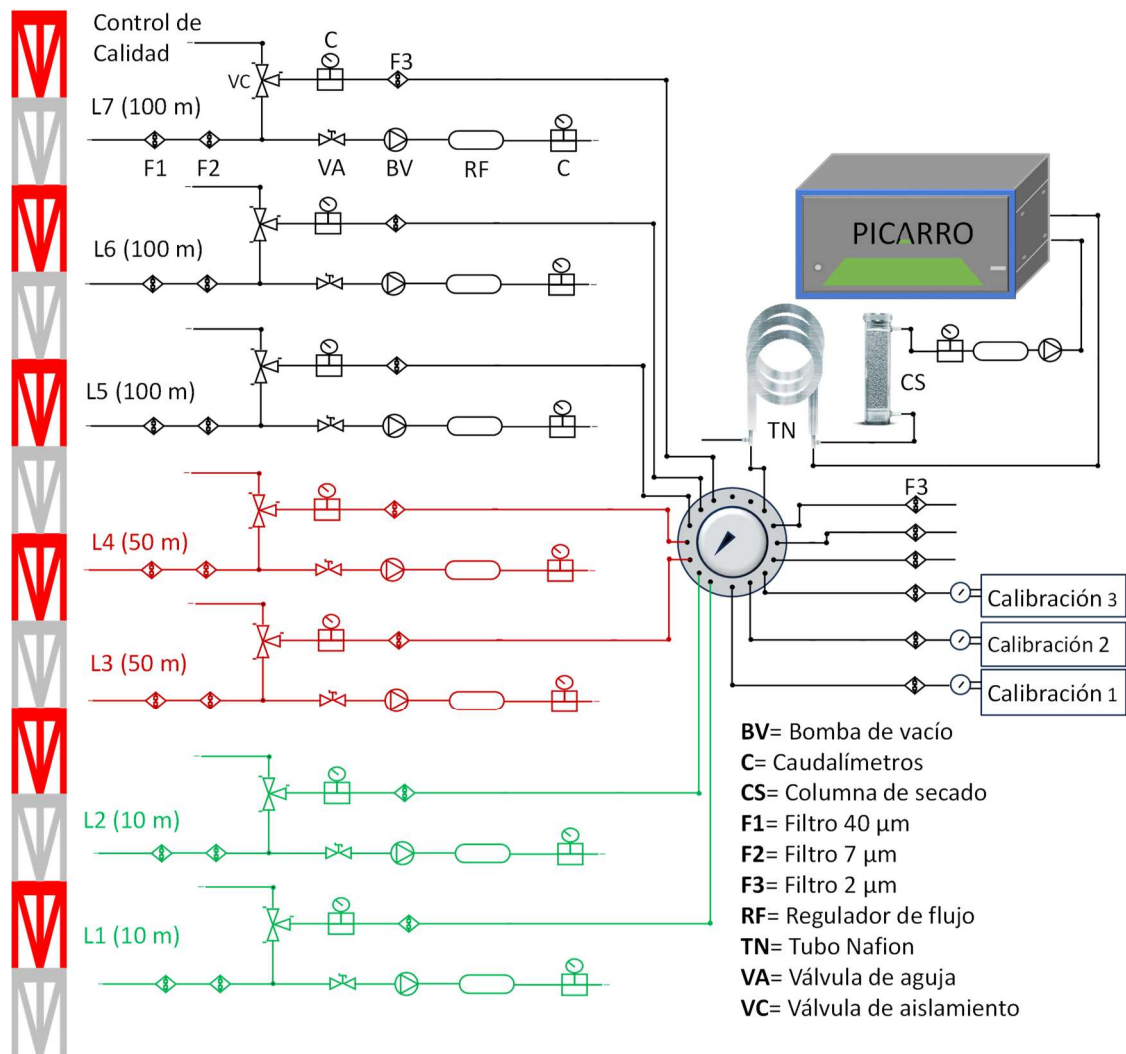 Control de
Calidad
C
F3
VC
L7 (100 m)
F1
F2
VA
BV
RF
C
L6 (100 m)
L5 (100 m)
PICARRO
CS
TN
F3
L4 (50 m)
Calibración 3
L3 (50 m)
Calibración 2
Calibración 1
BV= Bomba de vacío
C= Caudalímetros
CS= Columna de secado
F1= Filtro 40 µm
F2= Filtro 7 µm
F3= Filtro 2 µm
RF= Regulador de flujo
TN= Tubo Nafion
VA= Válvula de aguja
VC= Válvula de aislamiento
L2 (10 m)
L1 (10 m)